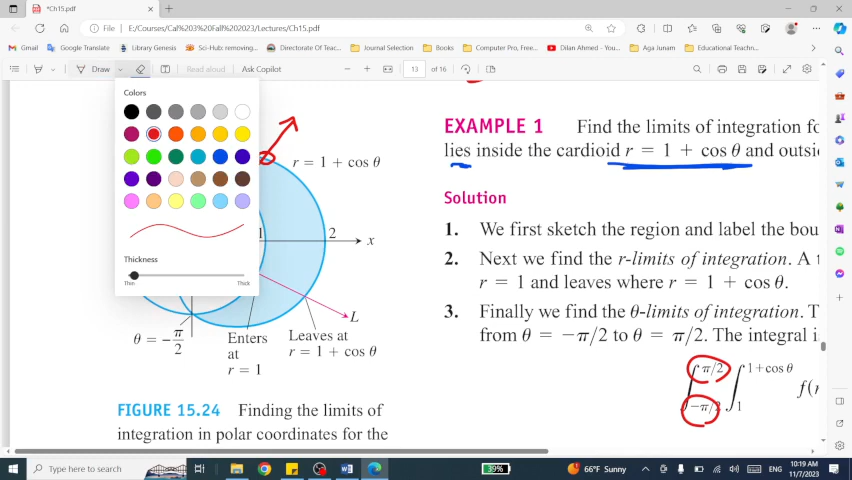 *Ch15.pdf
File
E:/Courses/Cal%203%20Fall%202023/Lectures/Ch15.pdf
Gmail
Google Translate
Library Genesis
Sci-Hub: removing...
Directorate Of Teac...
Journal Selection
Books
Computer Pro, Free...
Dilan Ahmed - Goo...
Aga Junam
Educational Teachn...
Draw
Read aloud
Ask Copilot
13
of 16
Colors
Thickness
Thin
Thick
r = 1 + cos θ
1
2
x
L
θ = −π/2
Enters
at
r = 1
Leaves at
r = 1 + cos θ
FIGURE 15.24 Finding the limits of
integration in polar coordinates for the
EXAMPLE 1 Find the limits of integration fo
lies inside the cardioid r = 1 + cos θ and outsi
Solution
1. We first sketch the region and label the bou
2. Next we find the r-limits of integration. A
r = 1 and leaves where r = 1 + cos θ.
3. Finally we find the θ-limits of integration. T
from θ = −π/2 to θ = π/2. The integral i
∫ π/2 −π/2 ∫ 1+cos θ 1 f(r
Type here to search
39%
66°F Sunny
10:19 AM
11/7/2023